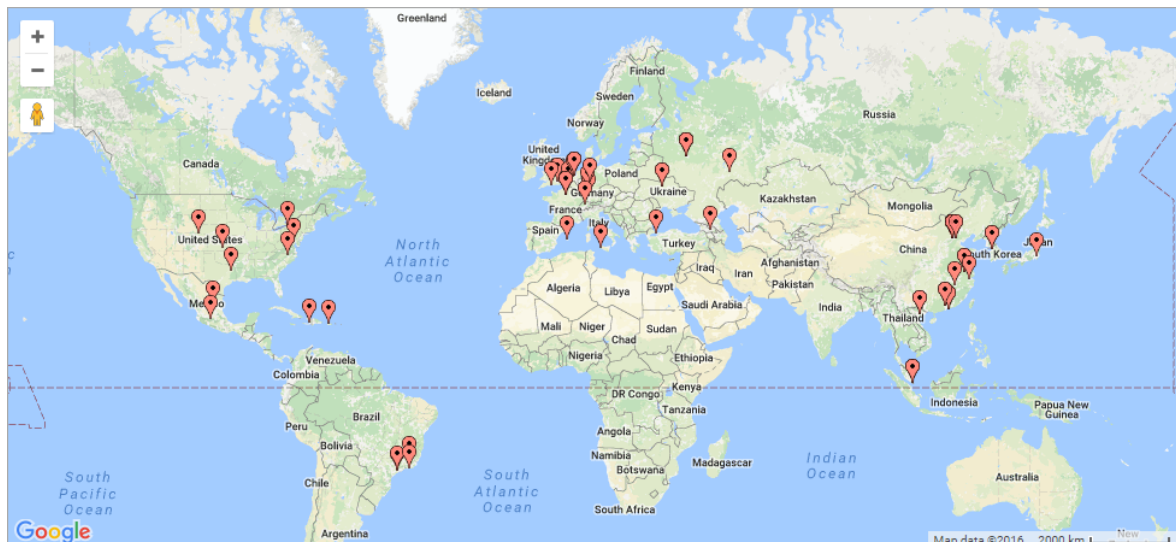 Greenland
Iceland
Finland
Sweden
Norway
Russia
United
Kingdom
Canada
Poland
Germany
Ukraine
France
Kazakhstan
Mongolia
Italy
Spain
Turkey
United States
North
Atlantic
Ocean
China
South Korea
Japan
Afghanistan
Iraq
Iran
Pakistan
Algeria
Libya
Egypt
Saudi Arabia
India
Mexico
Thailand
Mali
Niger
Sudan
Chad
Nigeria
Ethiopia
Venezuela
Colombia
Kenya
DR Congo
Tanzania
Indonesia
Papua New
Guinea
Brazil
Peru
Bolivia
Angola
Namibia
Botswana
Madagascar
Indian
Ocean
South
Pacific
Ocean
Chile
South
Atlantic
Ocean
Australia
South Africa
Argentina
Google
Map data ©2016
2000 km
New